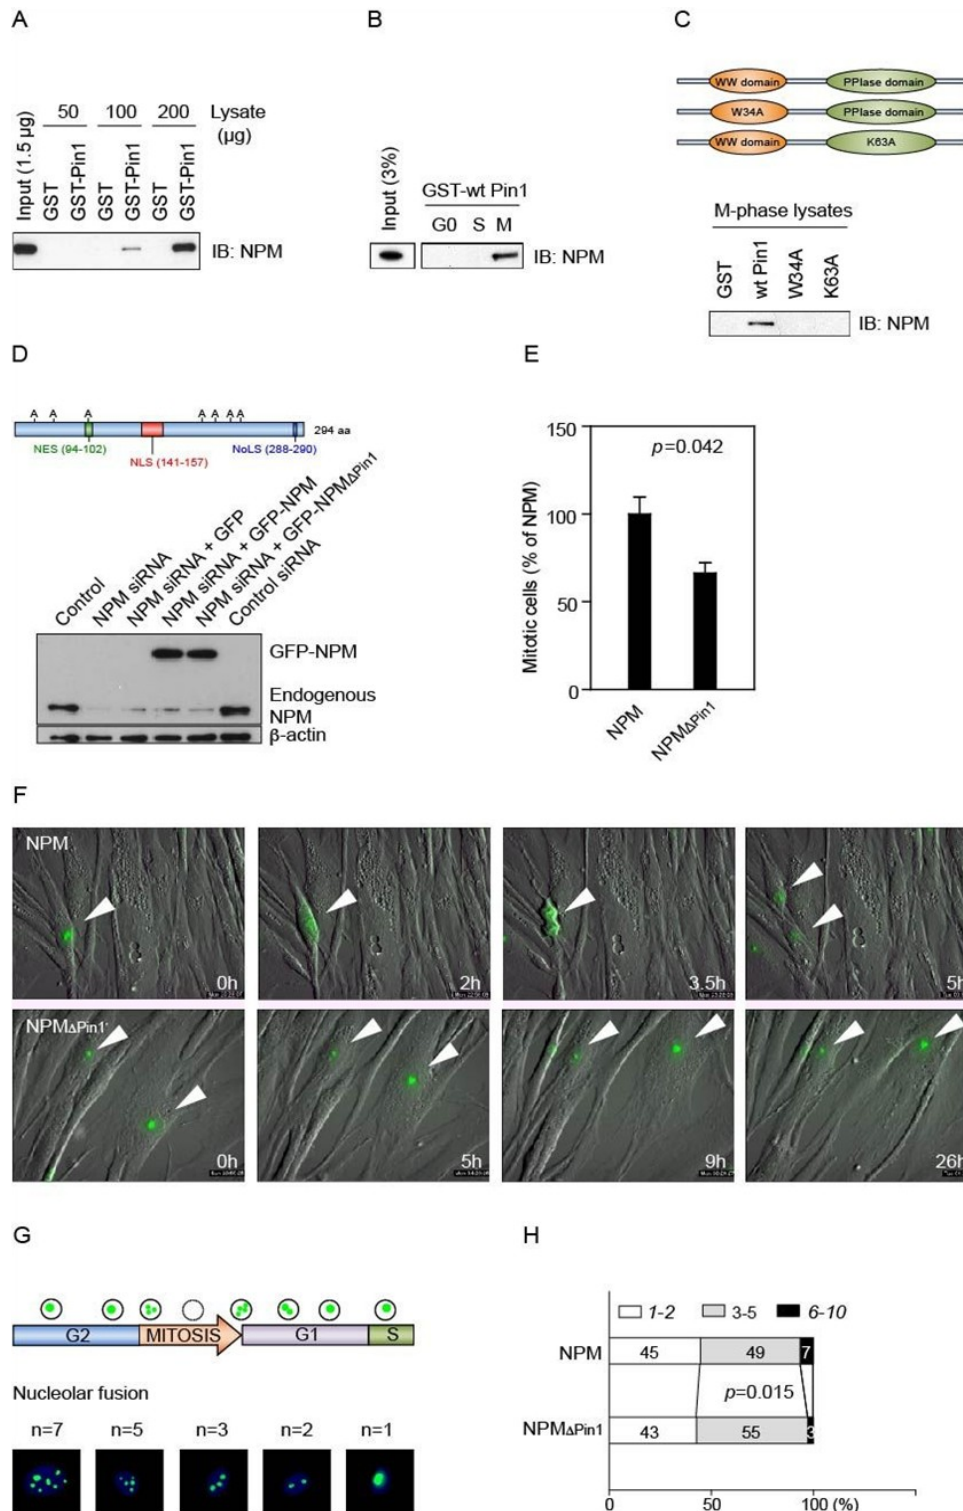 A
50 100 200 Lysate (µg)
Input (1.5 µg)
GST
GST-Pin1
GST
GST-Pin1
GST
GST-Pin1
IB: NPM
B
Input (3%)
GST-wt Pin1
G0 S M
IB: NPM
C
WW domain PPIase domain
W34A PPIase domain
WW domain K63A
M-phase lysates
GST
wt Pin1
W34A
K63A
IB: NPM
D
A A A A A A A
294 aa
NES (94-102) NoLS (288-290)
NLS (141-157)
Control
NPM siRNA
NPM siRNA + GFP
NPM siRNA + GFP-NPM
NPM siRNA + GFP-NPMΔPin1
Control siRNA
GFP-NPM
Endogenous
NPM
β-actin
E
Mitotic cells (% of NPM)
150
100
50
0
p=0.042
NPM
NPMΔPin1
F
NPM
0h 2h 3.5h 5h
NPMΔPin1
0h 5h 9h 26h
G
G2 MITOSIS G1 S
Nucleolar fusion
n=7 n=5 n=3 n=2 n=1
H
1-2 3-5 6-10
NPM 45 49 7
p=0.015
NPMΔPin1 43 55 3
0 50 100 (%)